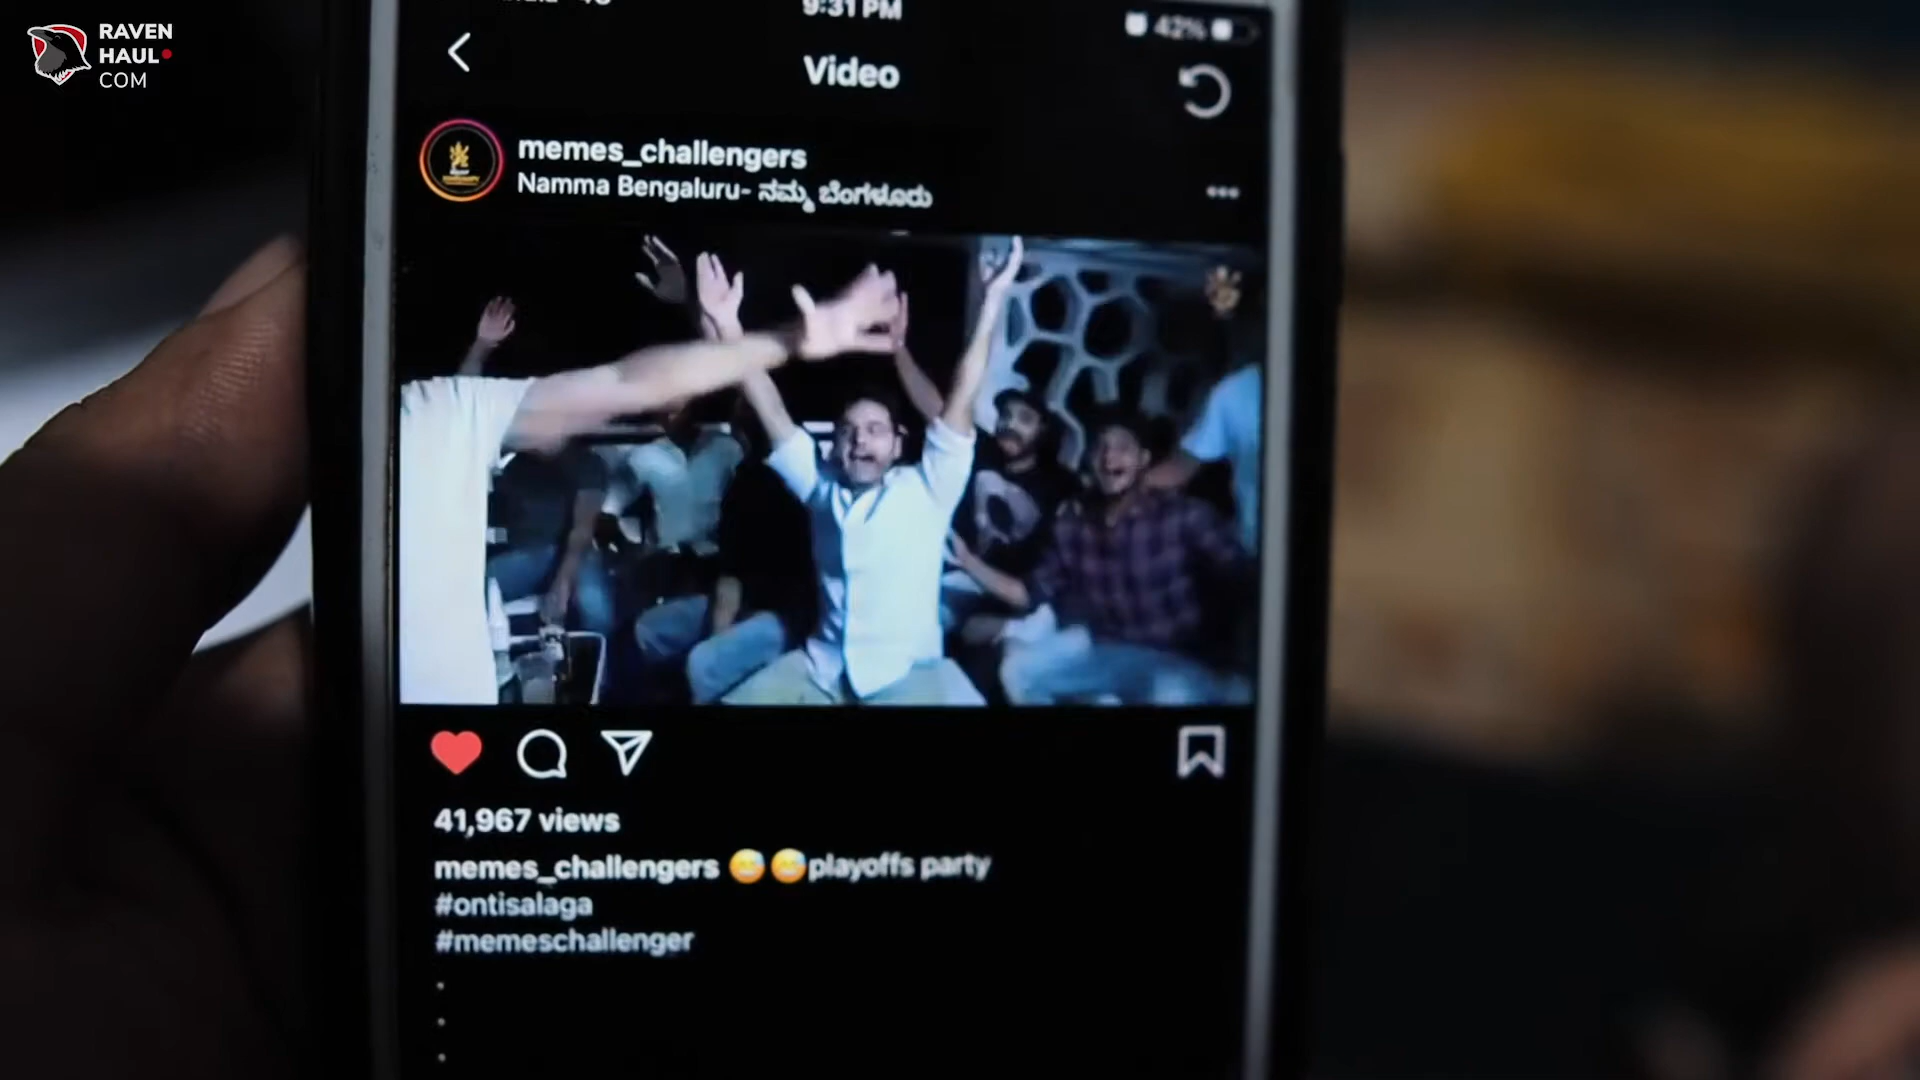 RAVEN
HAUL
COM
9:31 PM
42%
Video
memes_challengers
Namma Bengaluru- ನಮ್ಮ ಬೆಂಗಳೂರು
41,967 views
memes_challengers 😅😅playoffs party
#ontisalaga
#memeschallenger
.
.
.